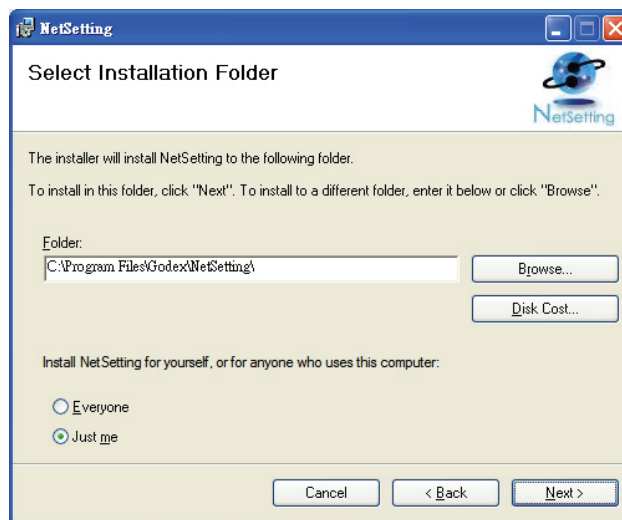 NetSetting
Select Installation Folder
NetSetting
The installer will install NetSetting to the following folder.
To install in this folder, click "Next". To install to a different folder, enter it below or click "Browse".
Folder:
C:\Program Files\Godex\NetSetting\
Browse...
Disk Cost...
Install NetSetting for yourself, or for anyone who uses this computer:
Everyone
Just me
Cancel
< Back
Next >